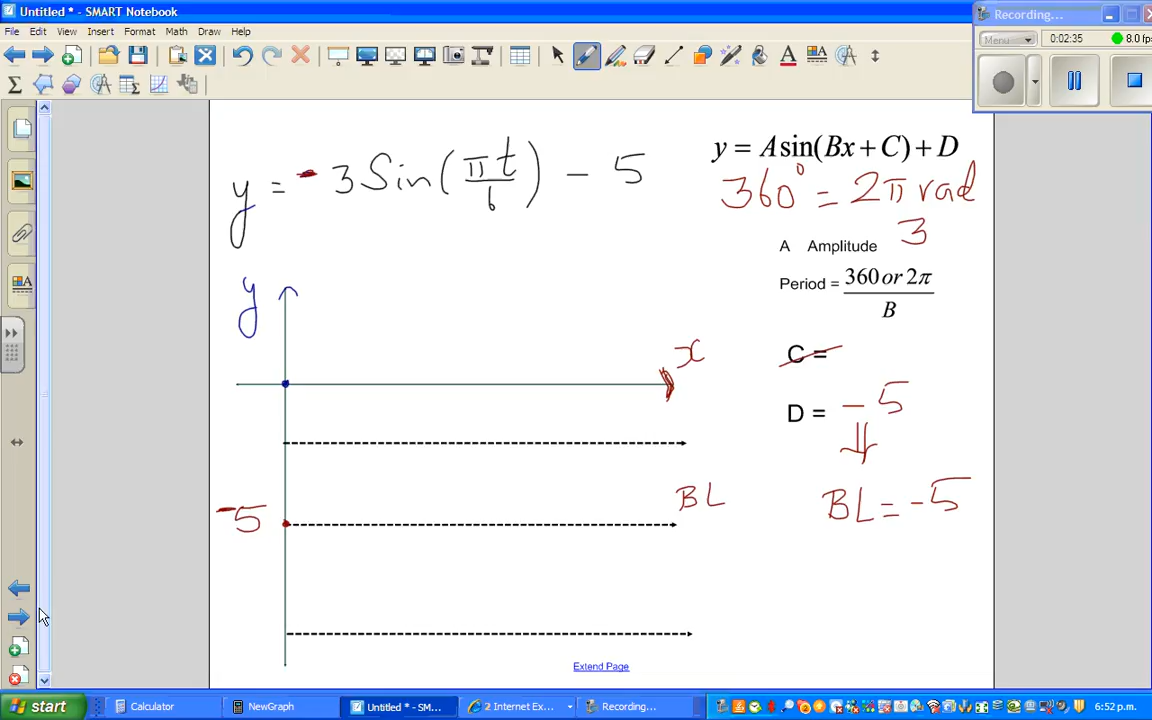 Untitled * - SMART Notebook
Recording...
File Edit View Insert Format Math Draw Help
Menu
0:02:35
8.0 fp
y = - 3 Sin(πt/6) - 5
y = A sin(Bx + C) + D
360° = 2π rad
3
A Amplitude
Period = 360 or 2π / B
y
x
C =
D = - 5
BL
BL = -5
-5
Extend Page
start
Calculator
NewGraph
Untitled * - SM...
2 Internet Ex...
Recording...
6:52 p.m.